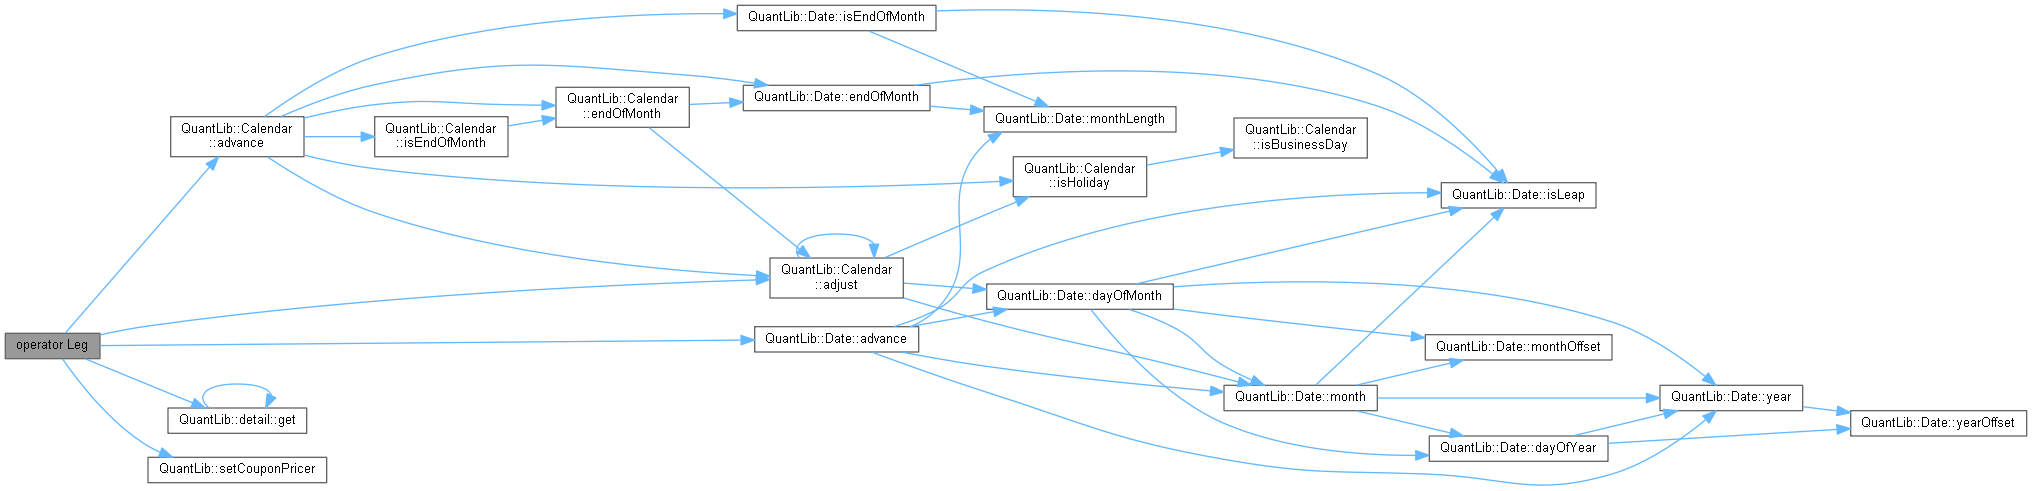 QuantLib::Date::isEndOfMonth
QuantLib::Calendar
::endOfMonth
QuantLib::Date::endOfMonth
QuantLib::Calendar
::advance
QuantLib::Calendar
::isEndOfMonth
QuantLib::Date::monthLength
QuantLib::Calendar
::isBusinessDay
QuantLib::Calendar
::isHoliday
QuantLib::Date::isLeap
QuantLib::Calendar
::adjust
QuantLib::Date::dayOfMonth
operator Leg
QuantLib::Date::advance
QuantLib::Date::monthOffset
QuantLib::Date::month
QuantLib::Date::year
QuantLib::detail::get
QuantLib::Date::yearOffset
QuantLib::Date::dayOfYear
QuantLib::setCouponPricer